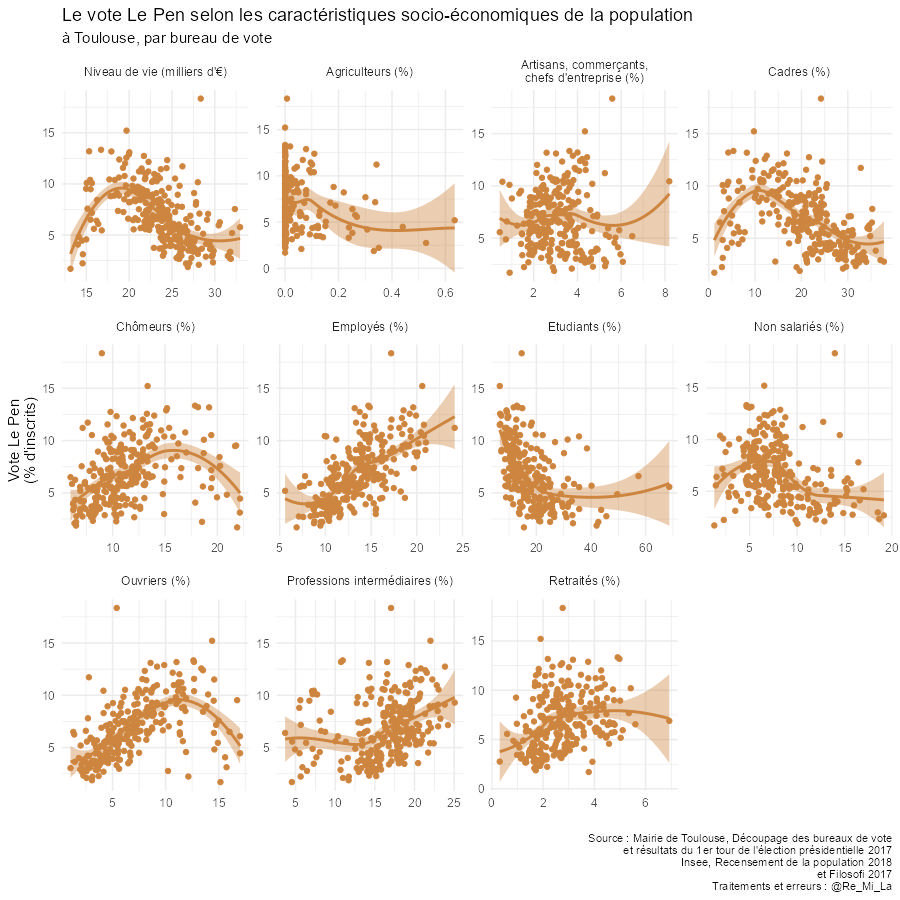 Le vote Le Pen selon les caractéristiques socio-économiques de la population
à Toulouse, par bureau de vote
Niveau de vie (milliers d'€)
Agriculteurs (%)
Artisans, commerçants,
chefs d'entreprise (%)
Cadres (%)
15
10
5
15 20 25 30
15
10
5
0
0.0 0.2 0.4 0.6
15
10
5
2 4 6 8
15
10
5
0 10 20 30
Chômeurs (%)
Employés (%)
Etudiants (%)
Non salariés (%)
Vote Le Pen
(% d'inscrits)
15
10
5
10 15 20
15
10
5
5 10 15 20 25
15
10
5
20 40 60
15
10
5
5 10 15 20
Ouvriers (%)
Professions intermédiaires (%)
Retraités (%)
15
10
5
5 10 15
15
10
5
5 10 15 20 25
15
10
5
0
0 2 4 6
Source : Mairie de Toulouse, Découpage des bureaux de vote
et résultats du 1er tour de l'élection présidentielle 2017
Insee, Recensement de la population 2018
et Filosofi 2017
Traitements et erreurs : @Re_Mi_La